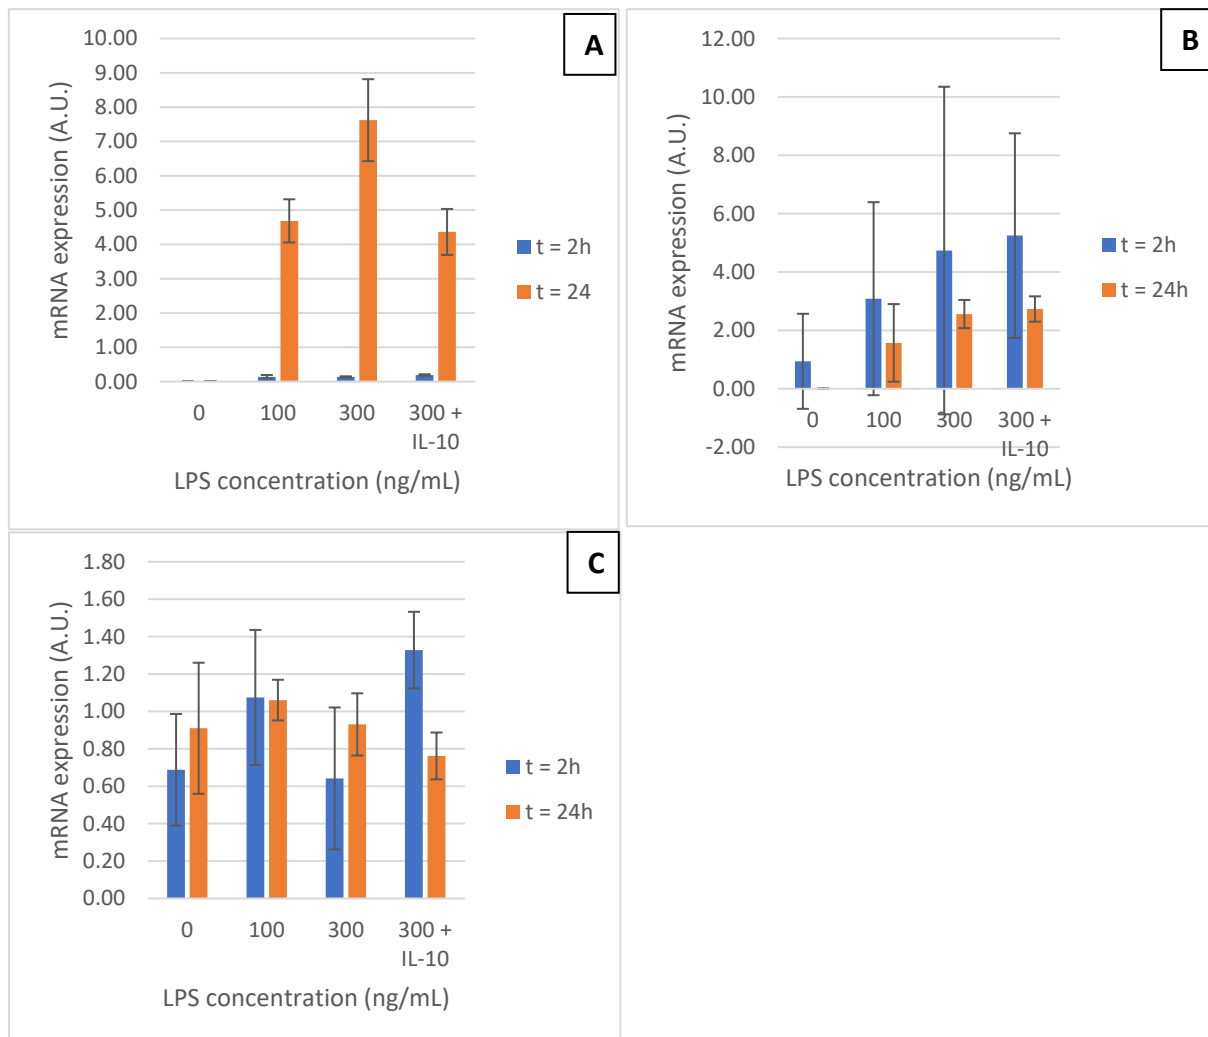 A
mRNA expression (A.U.)
10.00
9.00
8.00
7.00
6.00
5.00
4.00
3.00
2.00
1.00
0.00
0
100
300
300 +
IL-10
LPS concentration (ng/mL)
t = 2h
t = 24
B
mRNA expression (A.U.)
12.00
10.00
8.00
6.00
4.00
2.00
0.00
-2.00
0
100
300
300 +
IL-10
LPS concentration (ng/mL)
t = 2h
t = 24h
C
mRNA expression (A.U.)
1.80
1.60
1.40
1.20
1.00
0.80
0.60
0.40
0.20
0.00
0
100
300
300 +
IL-10
LPS concentration (ng/mL)
t = 2h
t = 24h